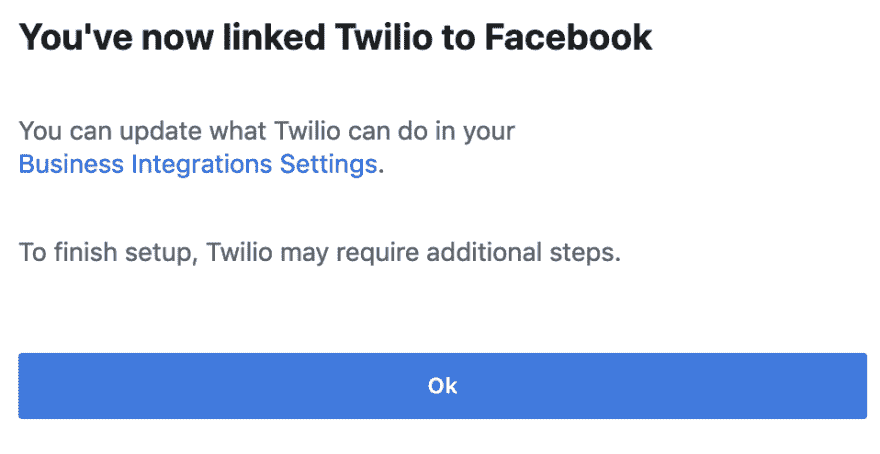 You've now linked Twilio to Facebook
You can update what Twilio can do in your
Business Integrations Settings.
To finish setup, Twilio may require additional steps.
Ok